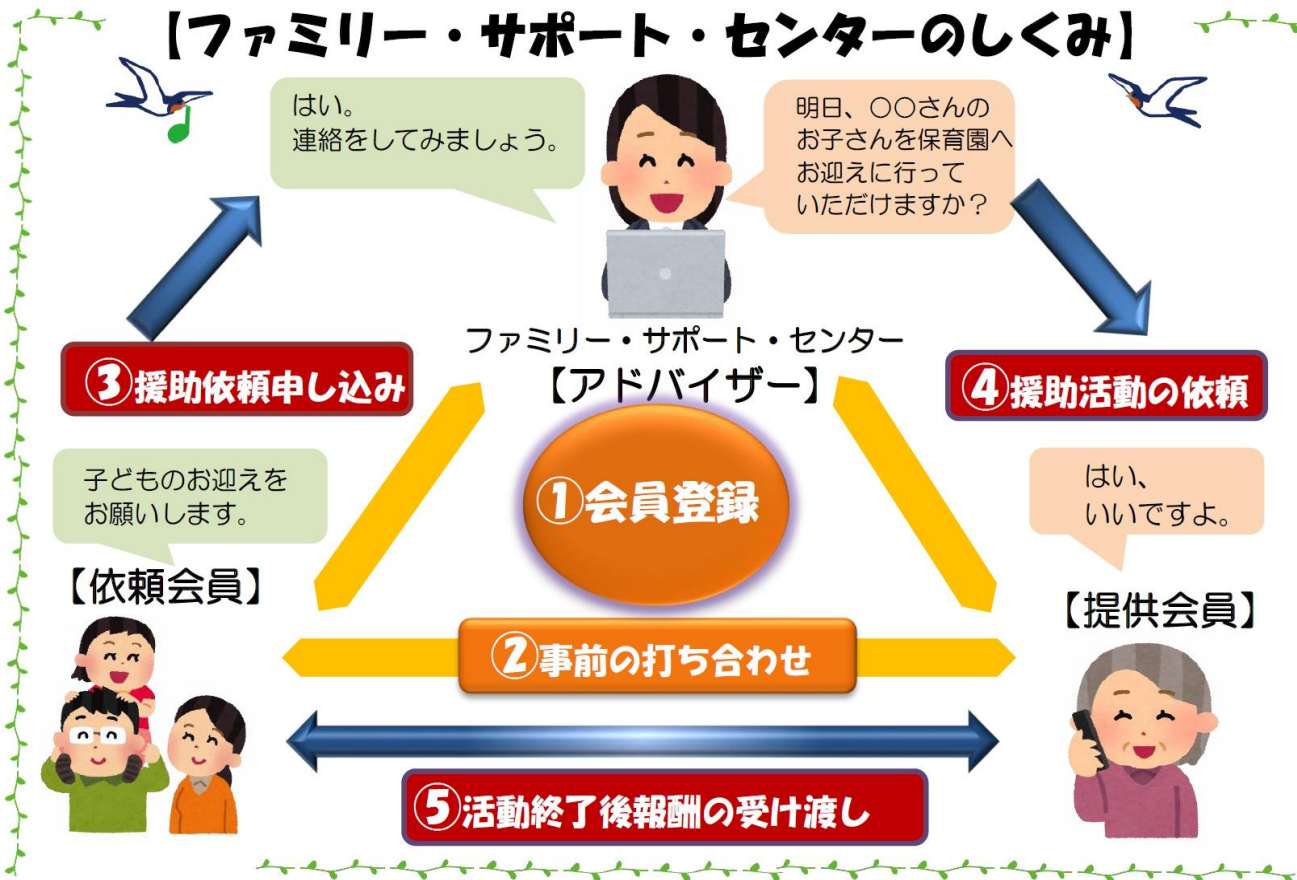 【ファミリー・サポート・センターのしくみ】
はい。
連絡をしてみましょう。
明日、〇〇さんの
お子さんを保育園へ
お迎えに行って
いただけますか？
ファミリー・サポート・センター
【アドバイザー】
③援助依頼申し込み
④援助活動の依頼
①会員登録
子どものお迎えを
お願いします。
はい、
いいですよ。
【依頼会員】
【提供会員】
②事前の打ち合わせ
⑤活動終了後報酬の受け渡し